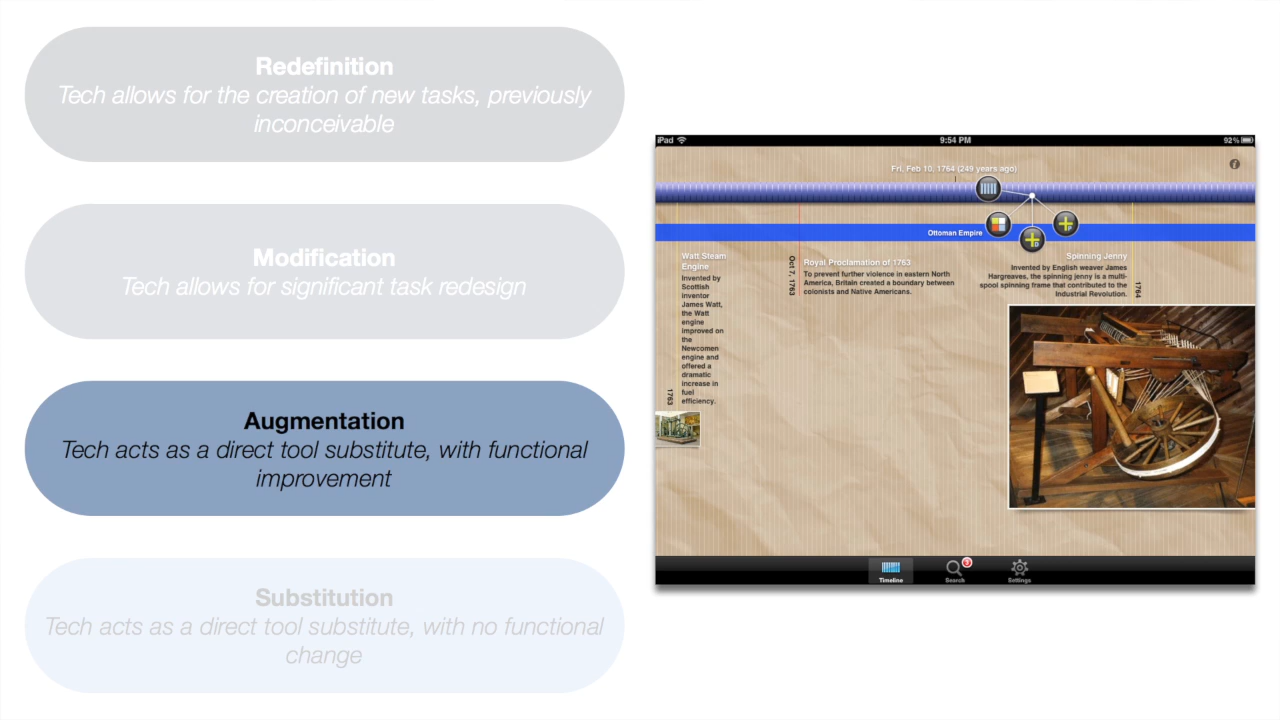 Redefinition
Tech allows for the creation of new tasks, previously
inconceivable
Modification
Tech allows for significant task redesign
Augmentation
Tech acts as a direct tool substitute, with functional
improvement
Substitution
Tech acts as a direct tool substitute, with no functional
change
iPad
9:54 PM
92%
Fri, Feb 10, 1764 (249 years ago)
i
Ottoman Empire
ED
P
Watt Steam
Engine
Invented by
Scottish
inventor
James Watt,
the Watt
engine
improved on
the
Newcomen
engine and
offered a
dramatic
increase in
fuel
efficiency.
1763
Oct 7, 1763
Royal Proclamation of 1763
To prevent further violence in eastern North
America, Britain created a boundary between
colonists and Native Americans.
Spinning Jenny
Invented by English weaver James
Hargreaves, the spinning jenny is a multi-
spool spinning frame that contributed to the
Industrial Revolution.
1764
Timeline
Search
3
Settings